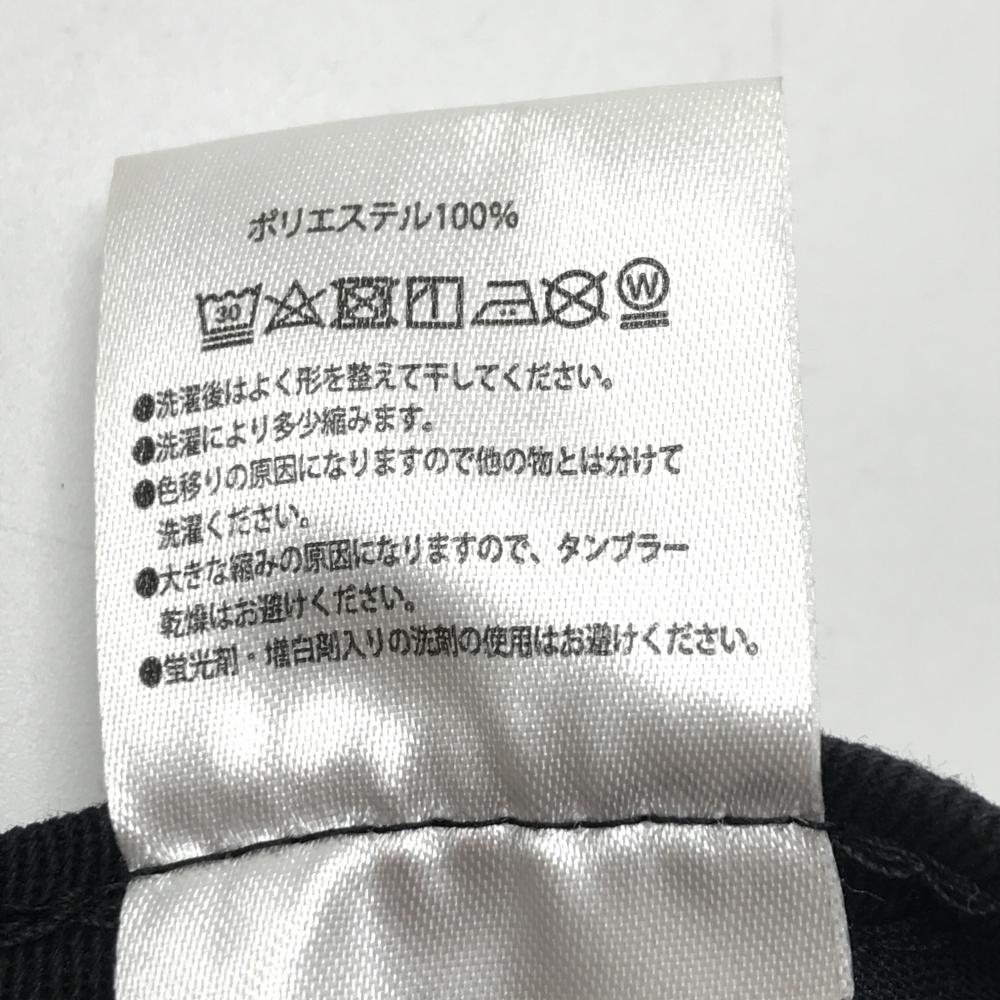 ポリエステル100%
30 W
●洗濯後はよく形を整えて干してください。
●洗濯により多少縮みます。
●色移りの原因になりますので他の物とは分けて
洗濯ください。
●大きな縮みの原因になりますので、タンブラー
乾燥はお避けください。
●蛍光剤・増白剤入りの洗剤の使用はお避けください。